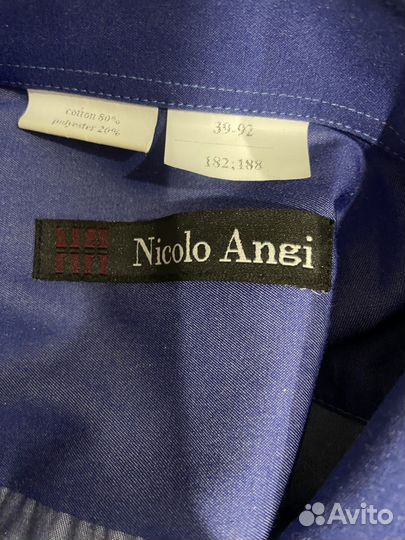 cotton 80%
polyester 20%
39-92
182;188
Nicolo Angi
Avito